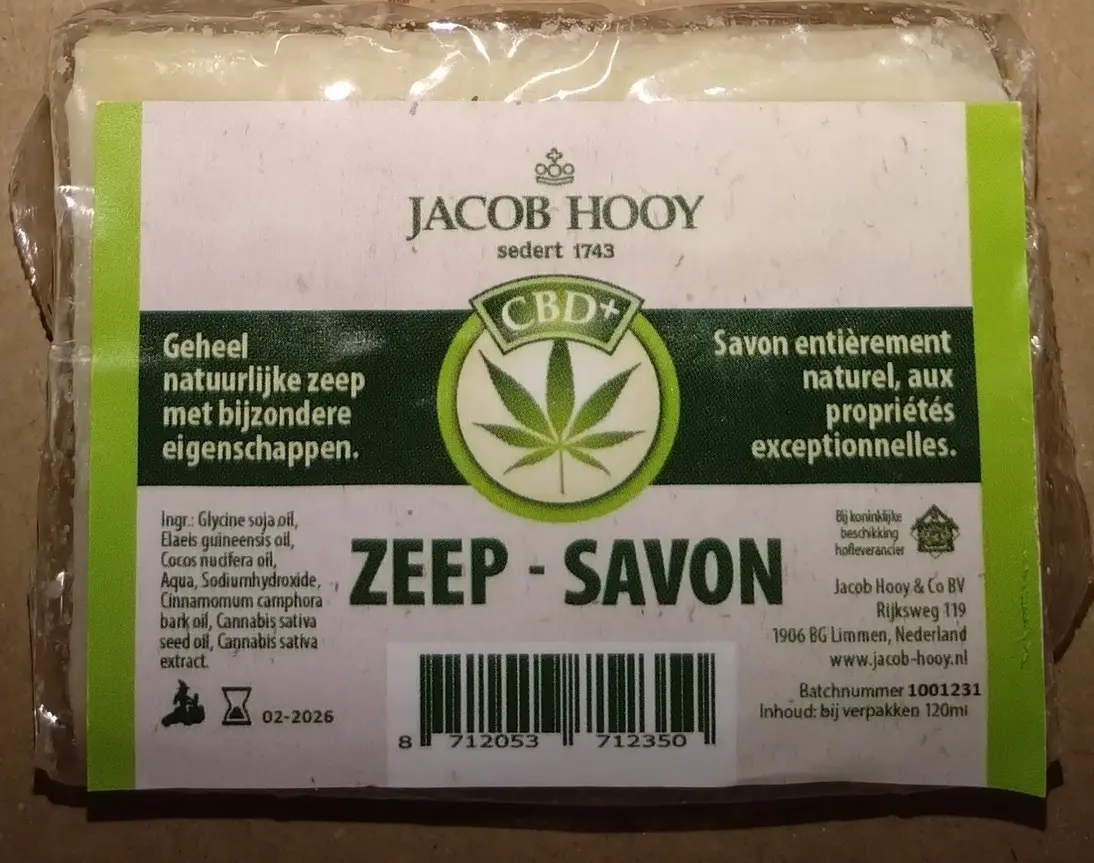 JACOB HOOY
sedert 1743
CBD+
Geheel
natuurlijke zeep
met bijzondere
eigenschappen.
Savon entièrement
naturel, aux
propriétés
exceptionnelles.
Ingr.: Glycine soja oil,
Elaeis guineensis oil,
Cocos nucifera oil,
Aqua, Sodiumhydroxide,
Cinnamomum camphora
bark oil, Cannabis sativa
seed oil, Cannabis sativa
extract.
02-2026
ZEEP - SAVON
8 712053 712350
Bij koninklijke
beschikking
hofleverancier
Jacob Hooy & Co BV
Rijksweg 119
1906 BG Limmen, Nederland
www.jacob-hooy.nl
Batchnummer 1001231
Inhoud: bij verpakken 120ml